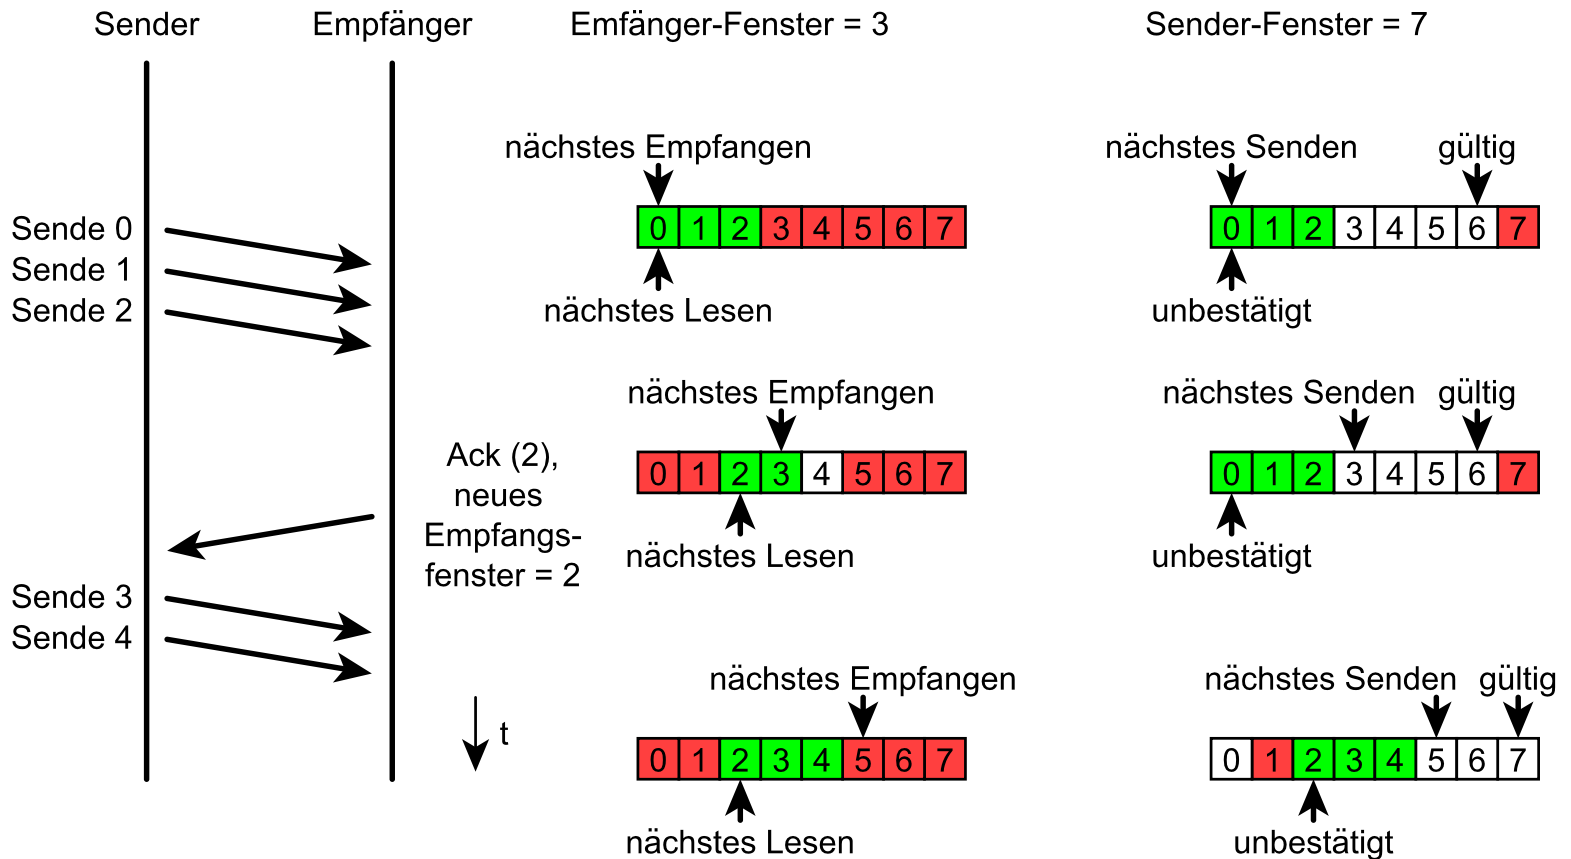 Sender Empfänger Emfänger-Fenster = 3 Sender-Fenster = 7
nächstes Empfangen nächstes Senden gültig
Sende 0 0 1 2 3 4 5 6 7 0 1 2 3 4 5 6 7
Sende 1
Sende 2 nächstes Lesen unbestätigt
nächstes Empfangen nächstes Senden gültig
Ack (2),
neues
Empfangs-
fenster = 2
0 1 2 3 4 5 6 7 0 1 2 3 4 5 6 7
nächstes Lesen unbestätigt
Sende 3
Sende 4
nächstes Empfangen nächstes Senden gültig
t 0 1 2 3 4 5 6 7 0 1 2 3 4 5 6 7
nächstes Lesen unbestätigt